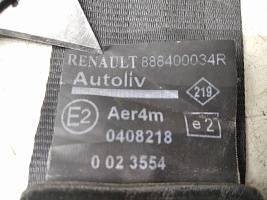 RENAULT 888400034R
Autoliv
219
E2 Aer4m
0408218 e2
0 02 3554